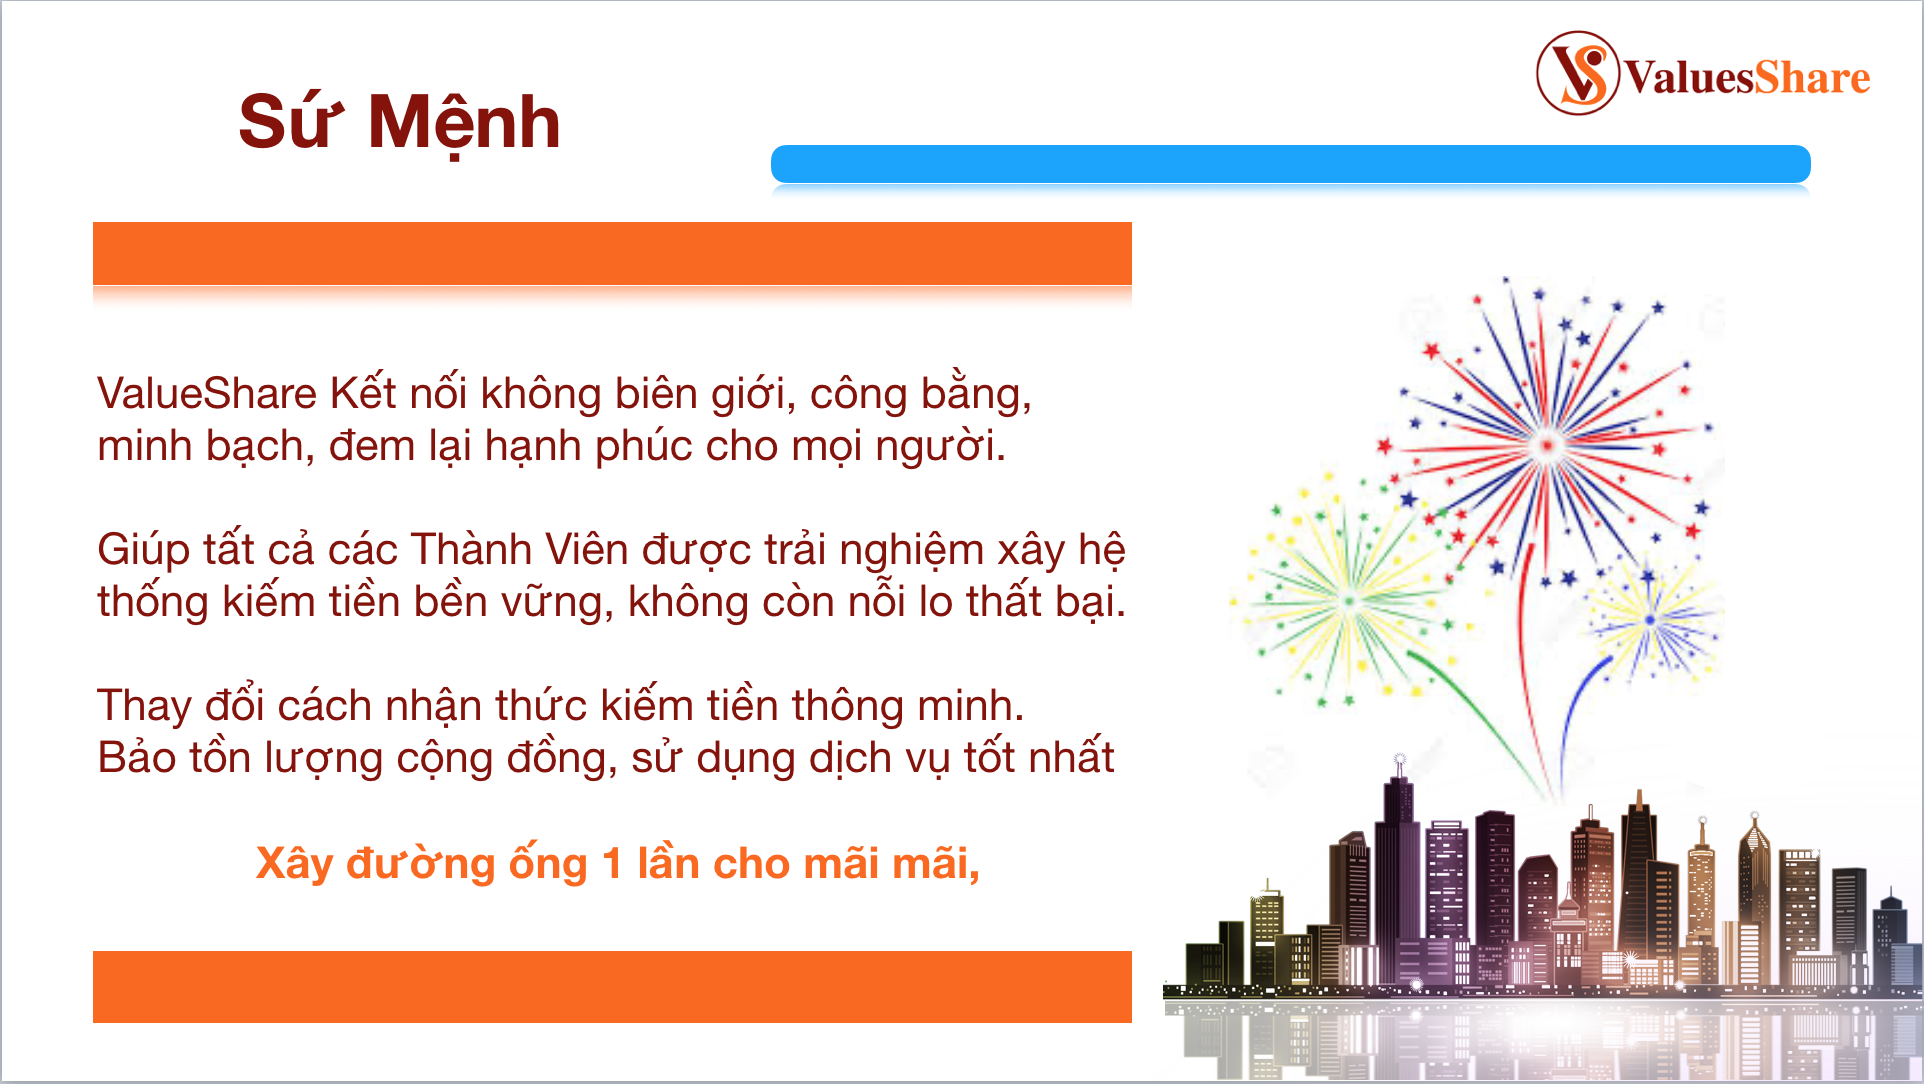 ValuesShare
Sứ Mệnh
ValueShare Kết nối không biên giới, công bằng,
minh bạch, đem lại hạnh phúc cho mọi người.
Giúp tất cả các Thành Viên được trải nghiệm xây hệ
thống kiếm tiền bền vững, không còn nỗi lo thất bại.
Thay đổi cách nhận thức kiếm tiền thông minh.
Bảo tồn lượng cộng đồng, sử dụng dịch vụ tốt nhất
Xây đường ống 1 lần cho mãi mãi,